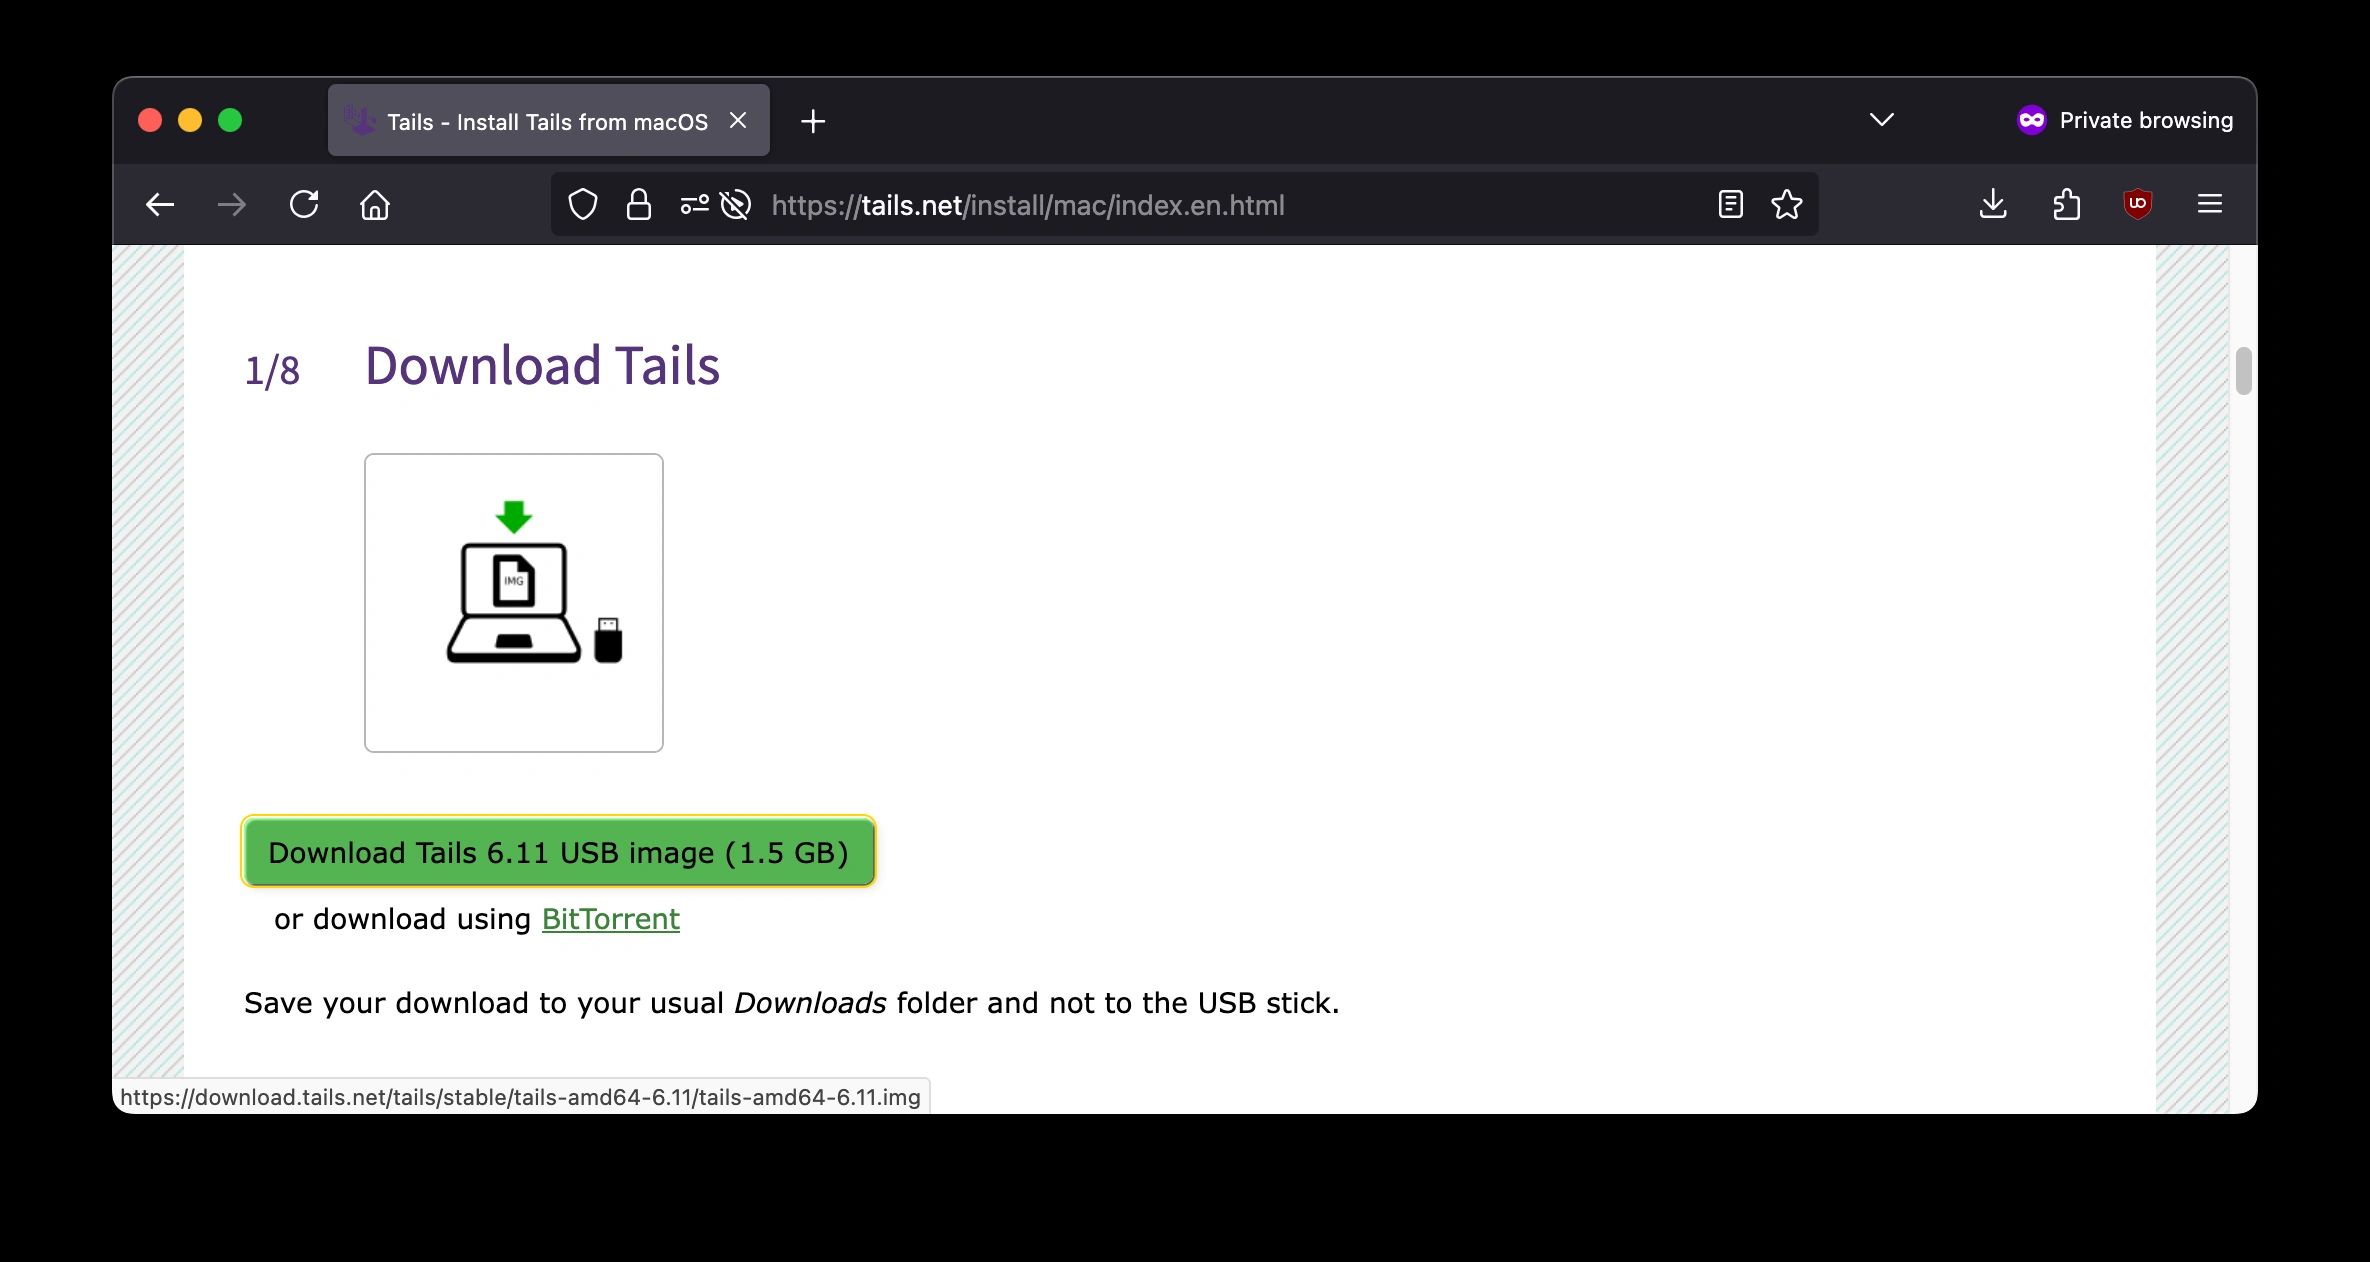 Tails - Install Tails from macOS
Private browsing
https://tails.net/install/mac/index.en.html
1/8 Download Tails
IMG
Download Tails 6.11 USB image (1.5 GB)
or download using BitTorrent
Save your download to your usual Downloads folder and not to the USB stick.
https://download.tails.net/tails/stable/tails-amd64-6.11/tails-amd64-6.11.img